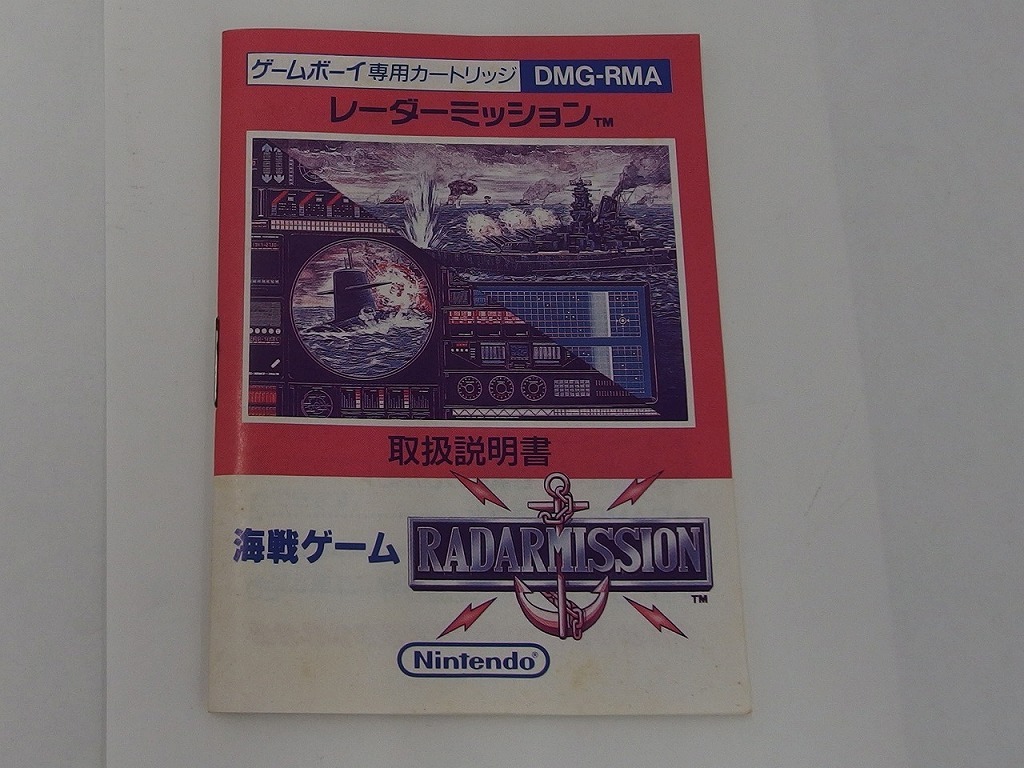 ゲームボーイ専用カートリッジ DMG-RMA
レーダーミッション™
取扱説明書
海戦ゲーム RADARMISSION™
Nintendo®